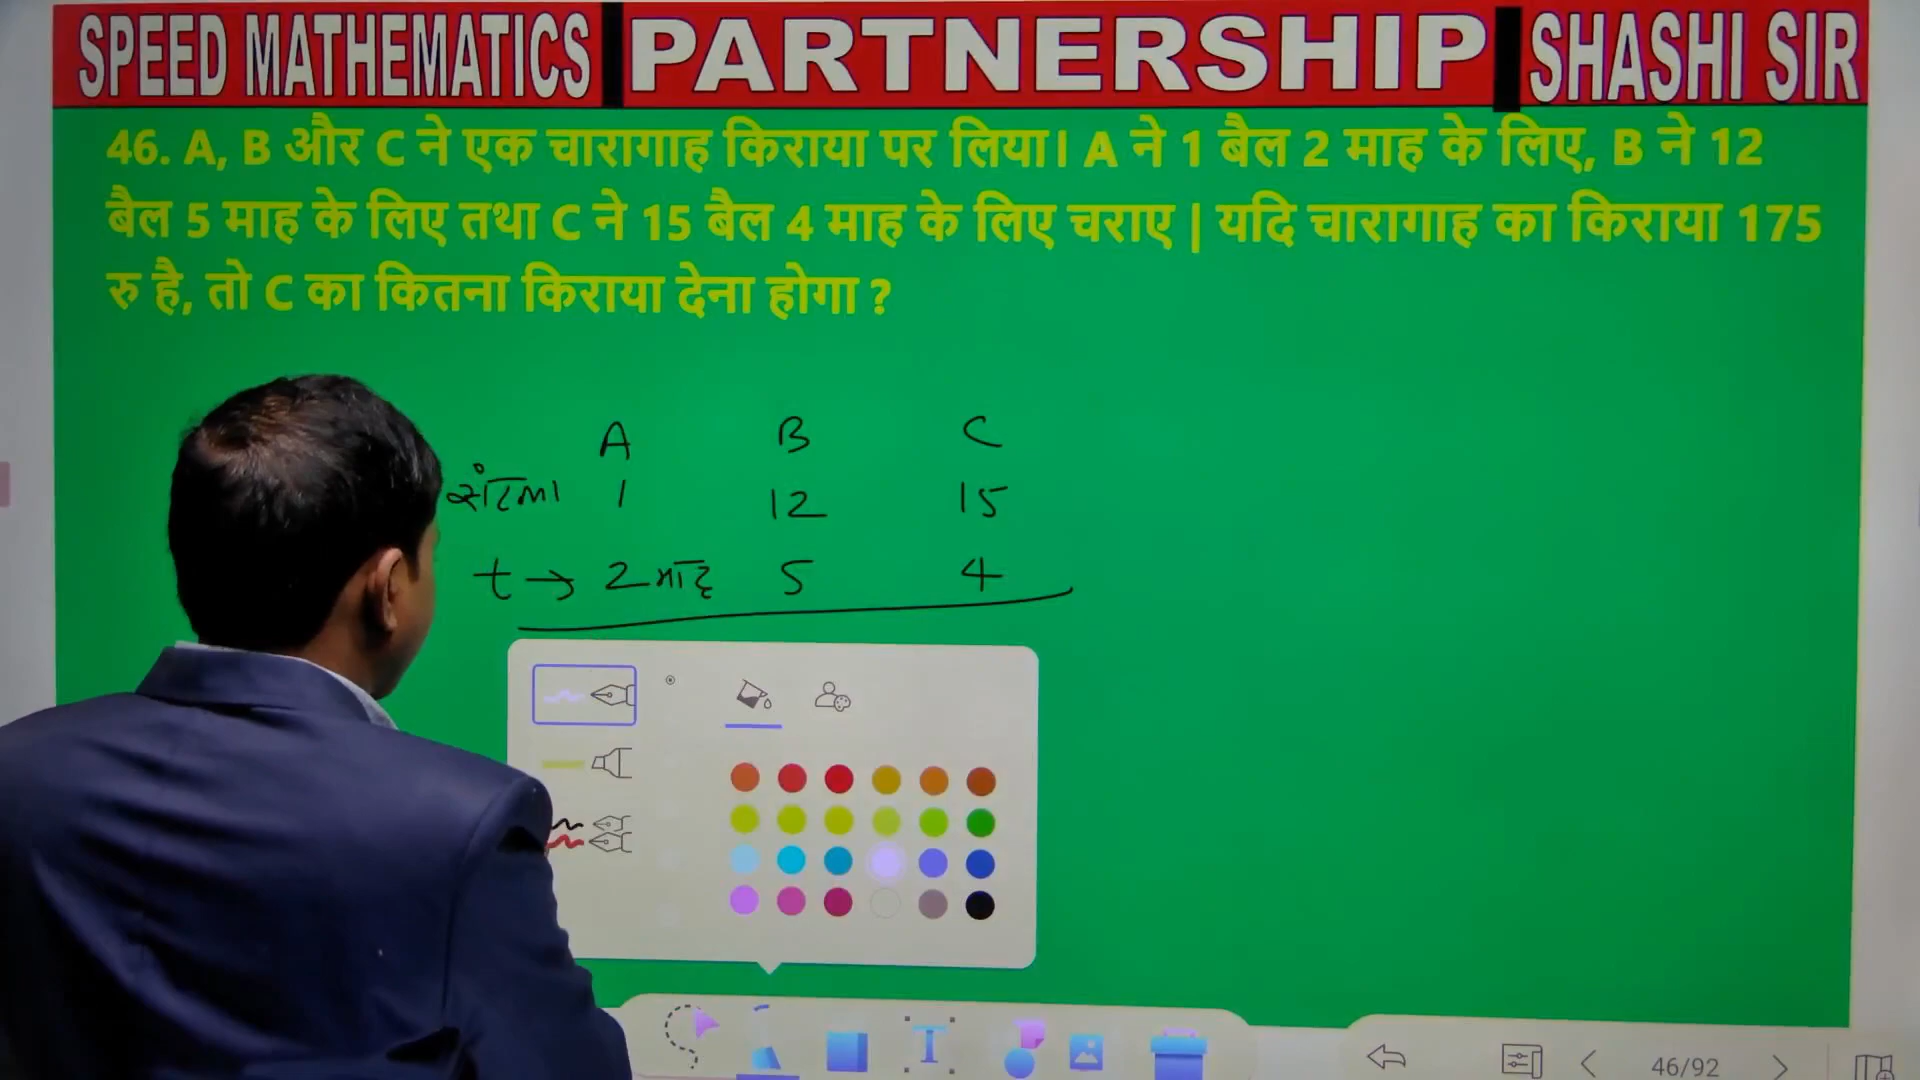 SPEED MATHEMATICS PARTNERSHIP SHASHI SIR
46. A, B और C ने एक चारागाह किराया पर लिया। A ने 1 बैल 2 माह के लिए, B ने 12
बैल 5 माह के लिए तथा C ने 15 बैल 4 माह के लिए चराए | यदि चारागाह का किराया 175
रु है, तो C का कितना किराया देना होगा ?
A B C
1 12 15
t → 2 माह 5 4
T
46/92